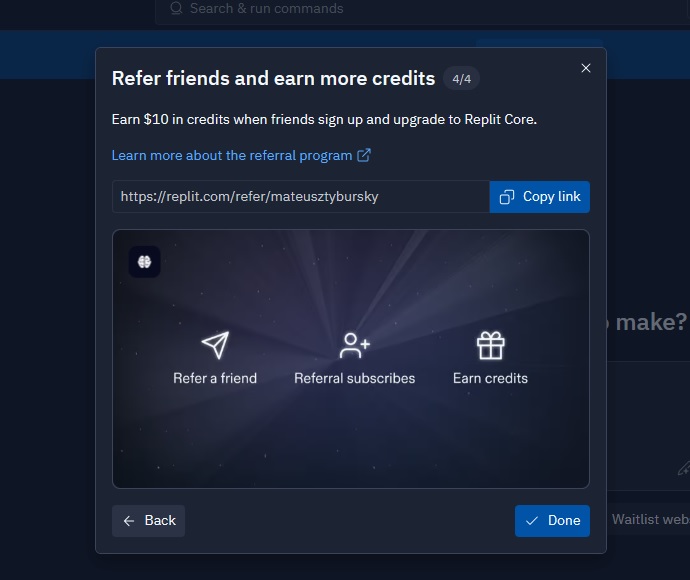 Search & run commands
Refer friends and earn more credits 4/4
Earn $10 in credits when friends sign up and upgrade to Replit Core.
Learn more about the referral program
https://replit.com/refer/mateusztybursky
Copy link
make?
Refer a friend
Referral subscribes
Earn credits
Back
Done
Waitlist web